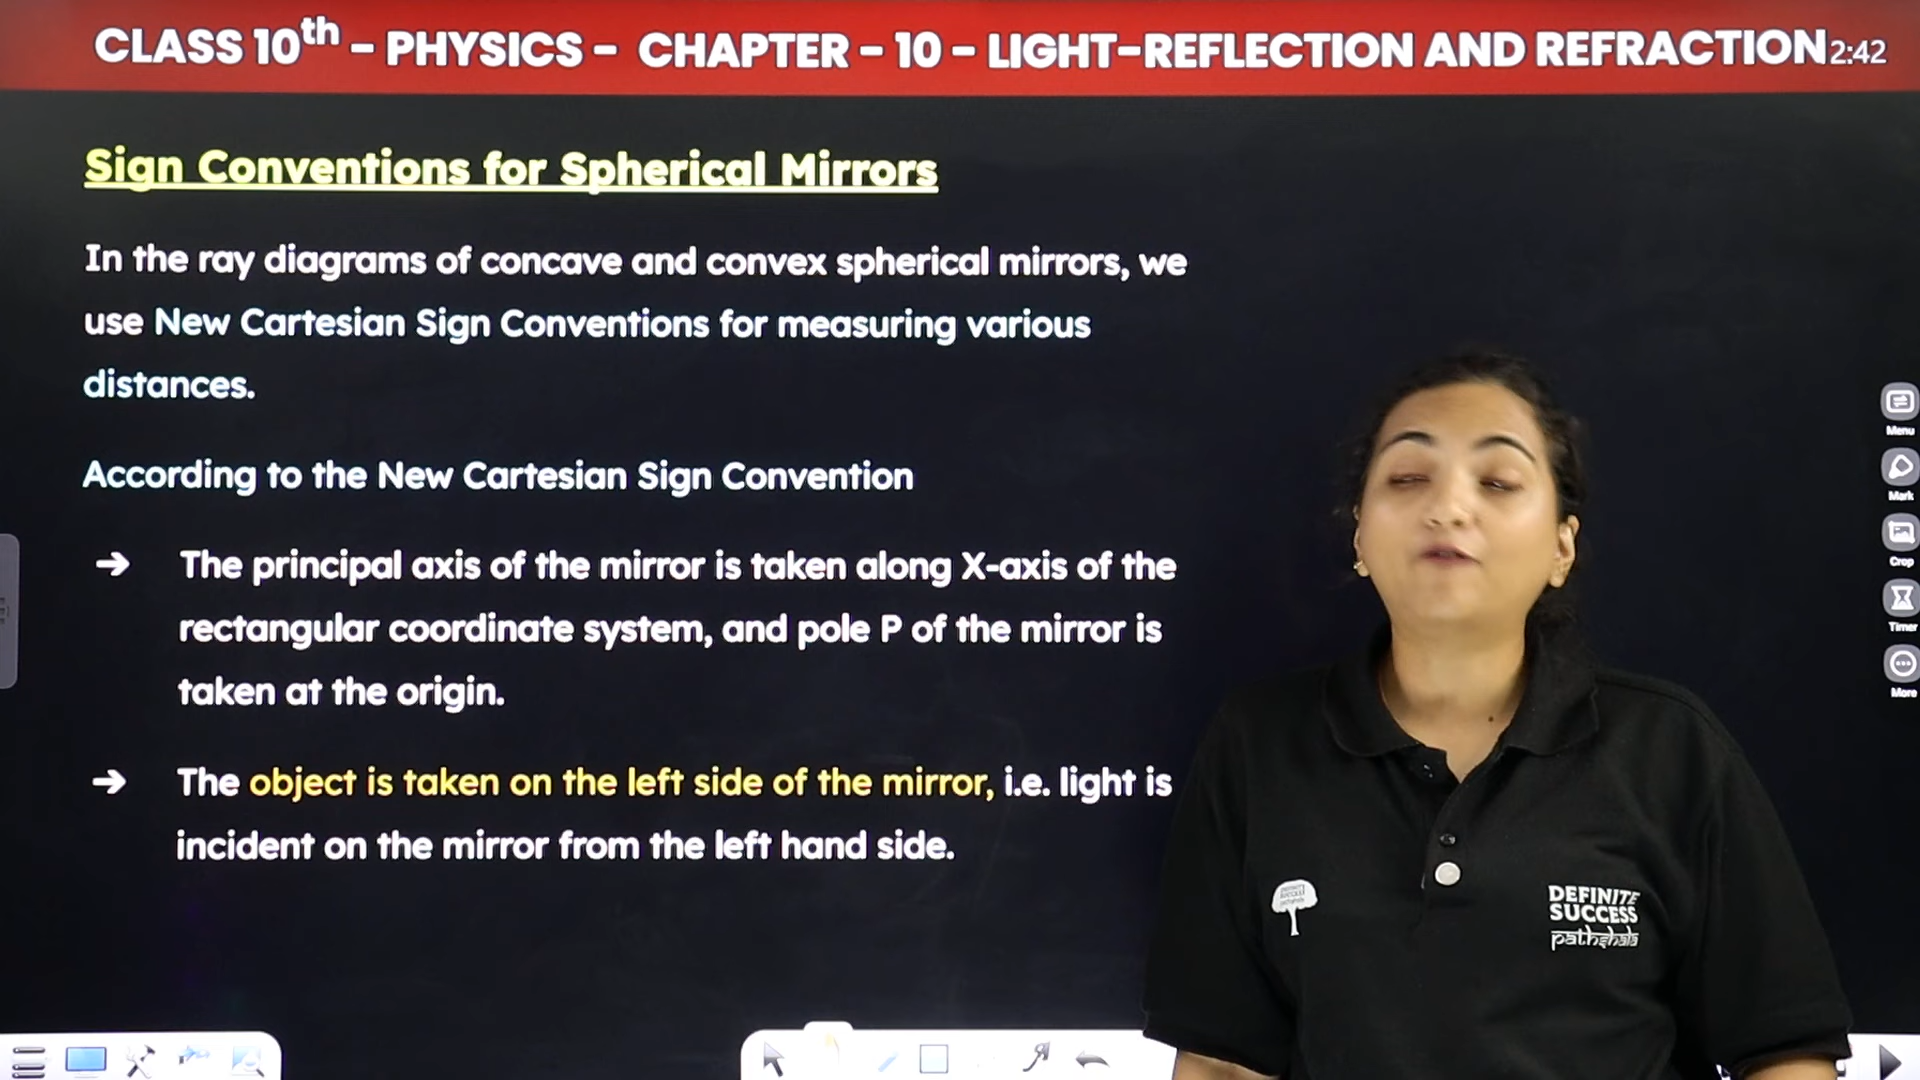 CLASS 10th - PHYSICS - CHAPTER - 10 - LIGHT-REFLECTION AND REFRACTION 2:42
Sign Conventions for Spherical Mirrors
In the ray diagrams of concave and convex spherical mirrors, we
use New Cartesian Sign Conventions for measuring various
distances.
According to the New Cartesian Sign Convention
→ The principal axis of the mirror is taken along X-axis of the
rectangular coordinate system, and pole P of the mirror is
taken at the origin.
→ The object is taken on the left side of the mirror, i.e. light is
incident on the mirror from the left hand side.
Menu
Mark
Crop
Timer
More
DEFINITE
SUCCESS
pathshala